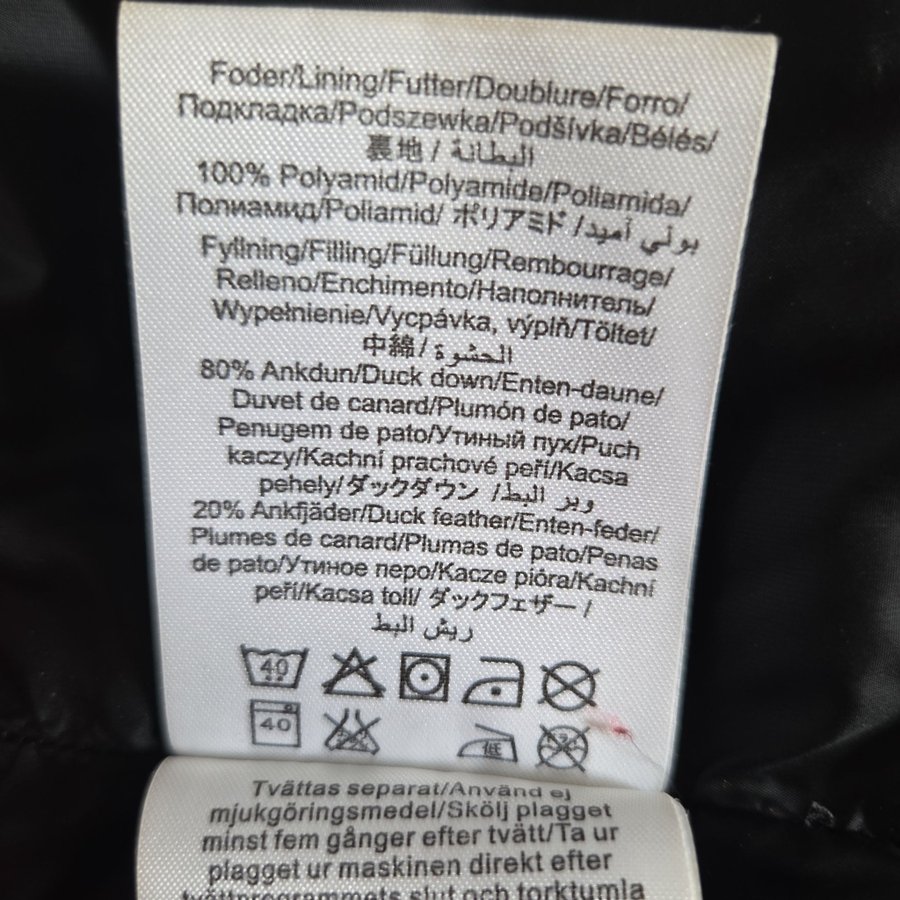 Foder/Lining/Futter/Doublure/Forro/
Подкладка/Podszewka/Podšívka/Bélés/
裏地 / البطانة
100% Polyamid/Polyamide/Poliamida/
Полиамид/Poliamid/ ポリアミド /بولي أميد
Fyllning/Filling/Füllung/Rembourrage/
Relleno/Enchimento/Наполнитель/
Wypełnienie/Vycpávka, výplň/Töltet/
中綿/ الحشوة
80% Ankdun/Duck down/Enten-daune/
Duvet de canard/Plumón de pato/
Penugem de pato/Утиный пух/Puch
kaczy/Kachní prachové peří/Kacsa
pehely/ダックダウン /وبر البط
20% Ankfjäder/Duck feather/Enten-feder/
Plumes de canard/Plumas de pato/Penas
de pato/Утиное перо/Kacze pióra/Kachní
peří/Kacsa toll/ ダックフェザー /
ريش البط
40
40 低
Tvättas separat/Använd ej
mjukgöringsmedel/Skölj plagget
minst fem gånger efter tvätt/Ta ur
plagget ur maskinen direkt efter
tvättprogrammets slut och torktumla